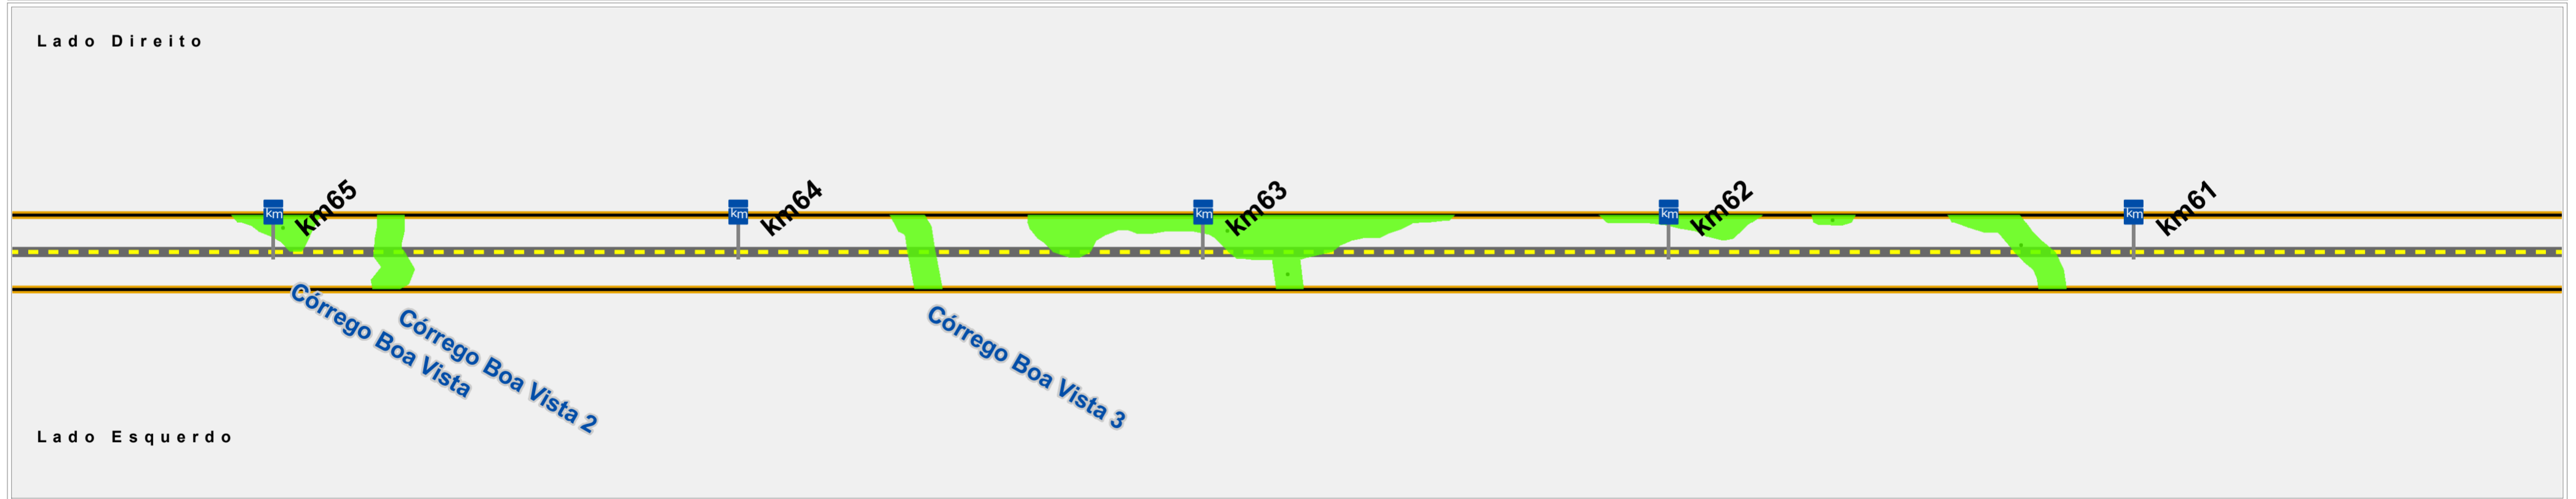 Lado Direito
km
km65
km
km64
km
km63
km
km62
km
km61
Córrego Boa Vista
Córrego Boa Vista 2
Córrego Boa Vista 3
Lado Esquerdo